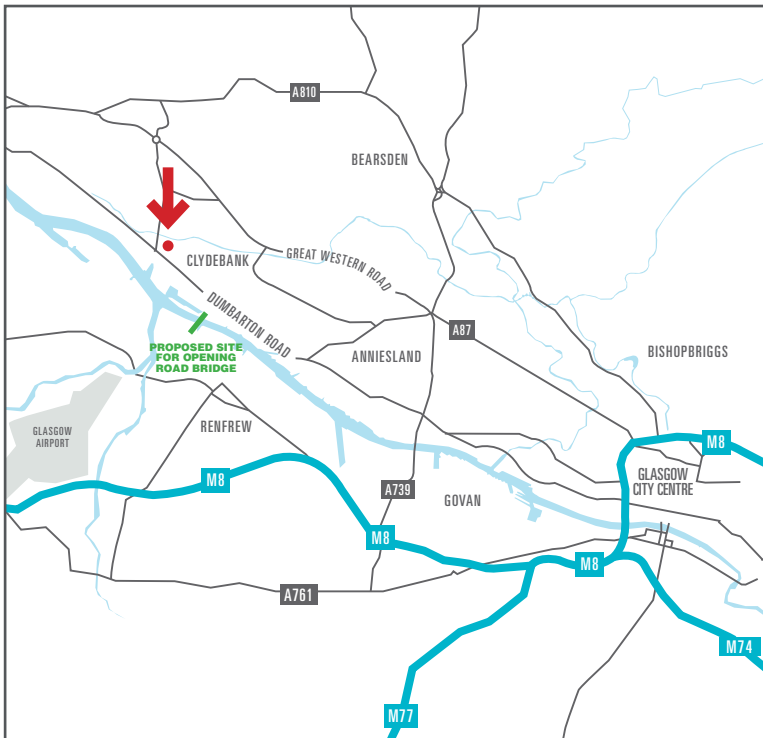 A810
BEARSDEN
CLYDEBANK
GREAT WESTERN ROAD
DUMBARTON ROAD
A87
BISHOPBRIGGS
PROPOSED SITE
FOR OPENING
ROAD BRIDGE
ANNIESLAND
GLASGOW
AIRPORT
RENFREW
M8
M8
GLASGOW
CITY CENTRE
A739
GOVAN
M8
M8
A761
M74
M77